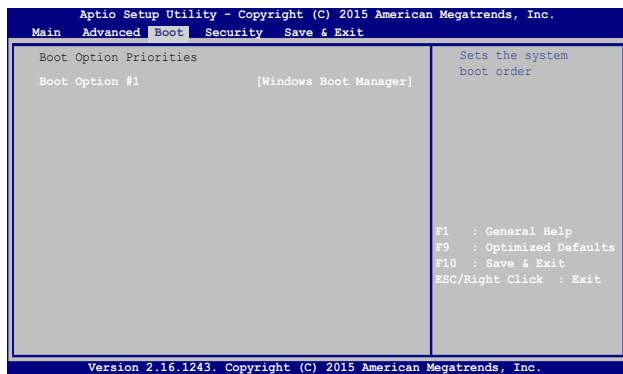 Aptio Setup Utility - Copyright (C) 2015 American Megatrends, Inc.
Main Advanced Boot Security Save & Exit
Boot Option Priorities
Boot Option #1 [Windows Boot Manager]
Sets the system
boot order
F1 : General Help
F9 : Optimized Defaults
F10 : Save & Exit
ESC/Right Click : Exit
Version 2.16.1243. Copyright (C) 2015 American Megatrends, Inc.